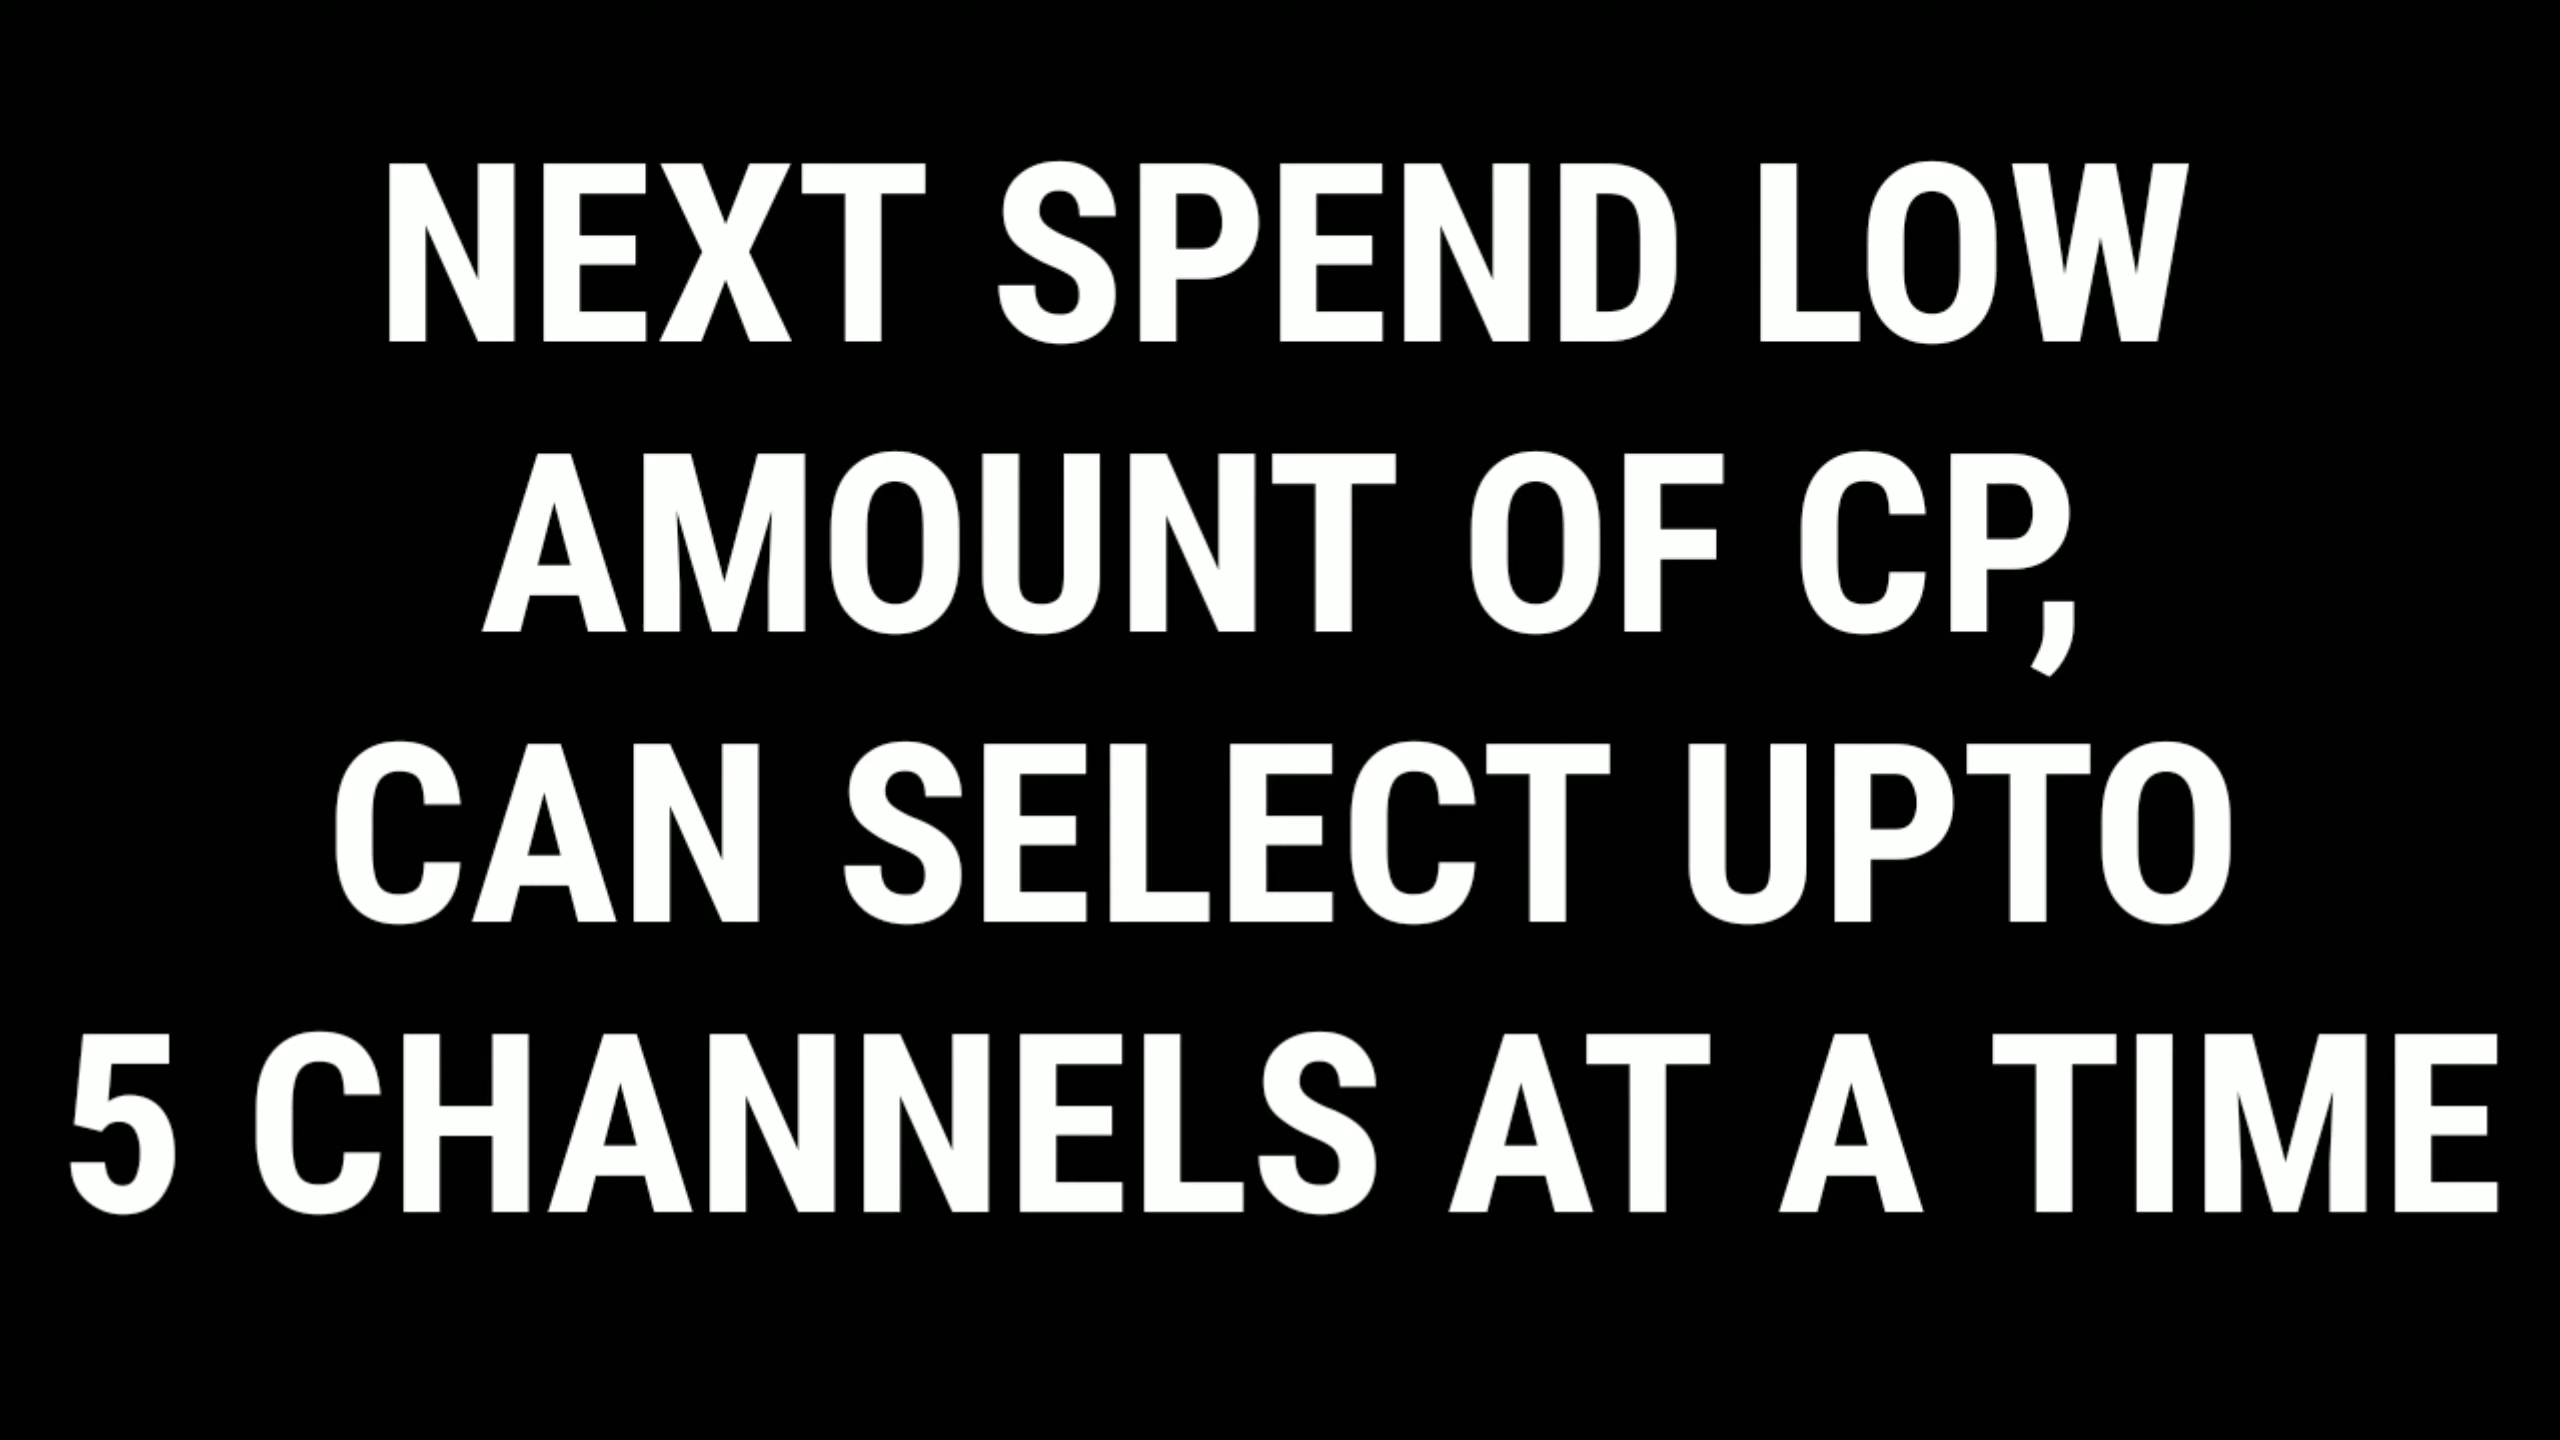 NEXT SPEND LOW
AMOUNT OF CP,
CAN SELECT UPTO
5 CHANNELS AT A TIME